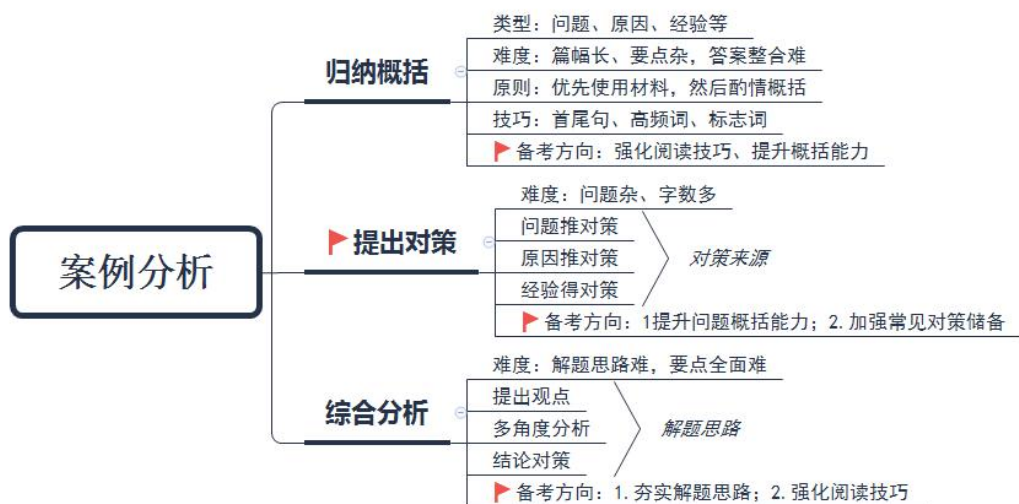 案例分析
归纳概括
类型：问题、原因、经验等
难度：篇幅长、要点杂，答案整合难
原则：优先使用材料，然后酌情概括
技巧：首尾句、高频词、标志词
备考方向：强化阅读技巧、提升概括能力
提出对策
难度：问题杂、字数多
问题推对策
原因推对策
经验得对策
对策来源
备考方向：1提升问题概括能力；2.加强常见对策储备
综合分析
难度：解题思路难，要点全面难
提出观点
多角度分析
结论对策
解题思路
备考方向：1.夯实解题思路；2.强化阅读技巧